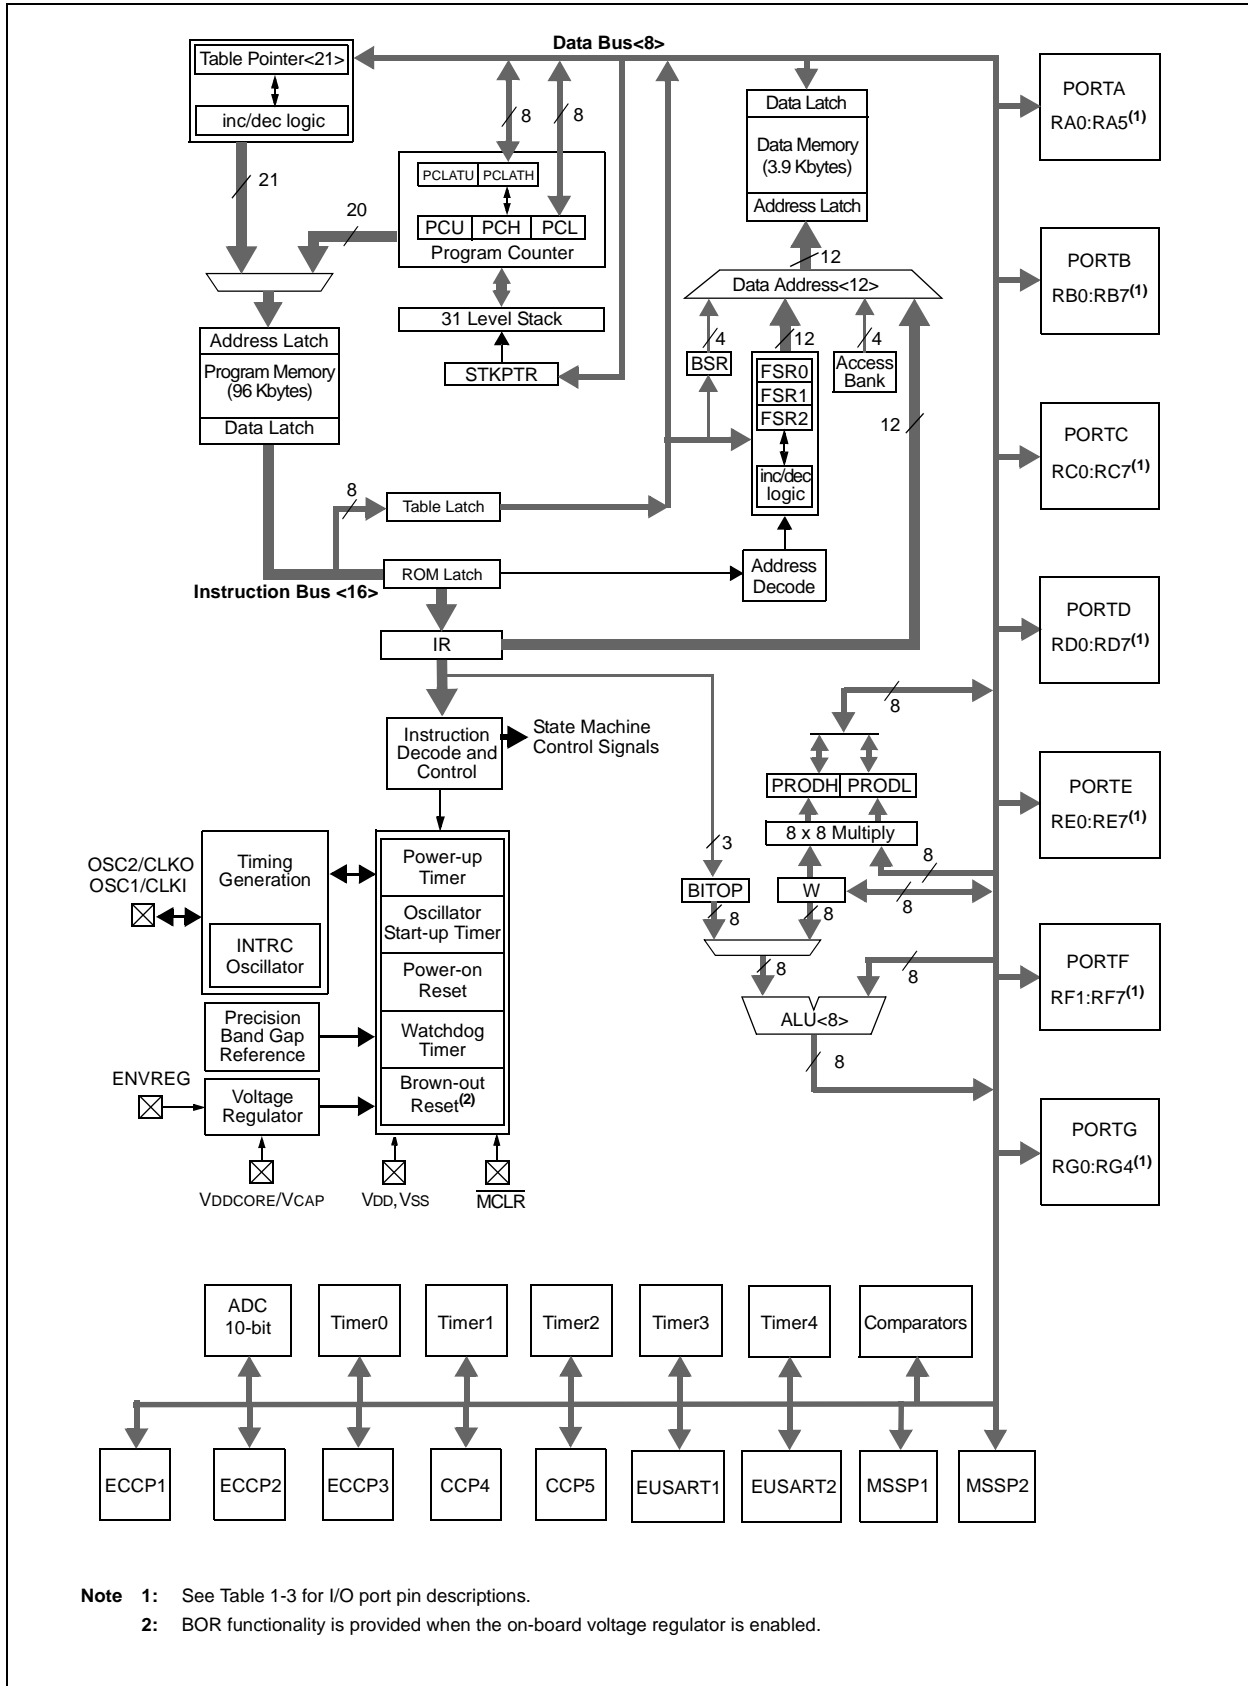 Data Bus<8>
Table Pointer<21>
inc/dec logic
21
20
8
8
PCLATU PCLATH
PCU PCH PCL
Program Counter
31 Level Stack
STKPTR
Data Latch
Data Memory
(3.9 Kbytes)
Address Latch
12
Data Address<12>
4
12
4
BSR
FSR0
FSR1
FSR2
inc/dec
logic
Access
Bank
12
Address Latch
Program Memory
(96 Kbytes)
Data Latch
8
Table Latch
ROM Latch
Instruction Bus <16>
Address
Decode
IR
Instruction
Decode and
Control
State Machine
Control Signals
8
PRODH PRODL
8 x 8 Multiply
3
8
BITOP
W
8
8
8
8
8
ALU<8>
8
OSC2/CLKO
OSC1/CLKI
Timing
Generation
INTRC
Oscillator
Power-up
Timer
Oscillator
Start-up Timer
Power-on
Reset
Watchdog
Timer
Brown-out
Reset(2)
Precision
Band Gap
Reference
ENVREG
Voltage
Regulator
VDDCORE/VCAP
VDD, VSS
MCLR
PORTA
RA0:RA5(1)
PORTB
RB0:RB7(1)
PORTC
RC0:RC7(1)
PORTD
RD0:RD7(1)
PORTE
RE0:RE7(1)
PORTF
RF1:RF7(1)
PORTG
RG0:RG4(1)
ADC
10-bit
Timer0
Timer1
Timer2
Timer3
Timer4
Comparators
ECCP1
ECCP2
ECCP3
CCP4
CCP5
EUSART1
EUSART2
MSSP1
MSSP2
Note 1: See Table 1-3 for I/O port pin descriptions.
2: BOR functionality is provided when the on-board voltage regulator is enabled.